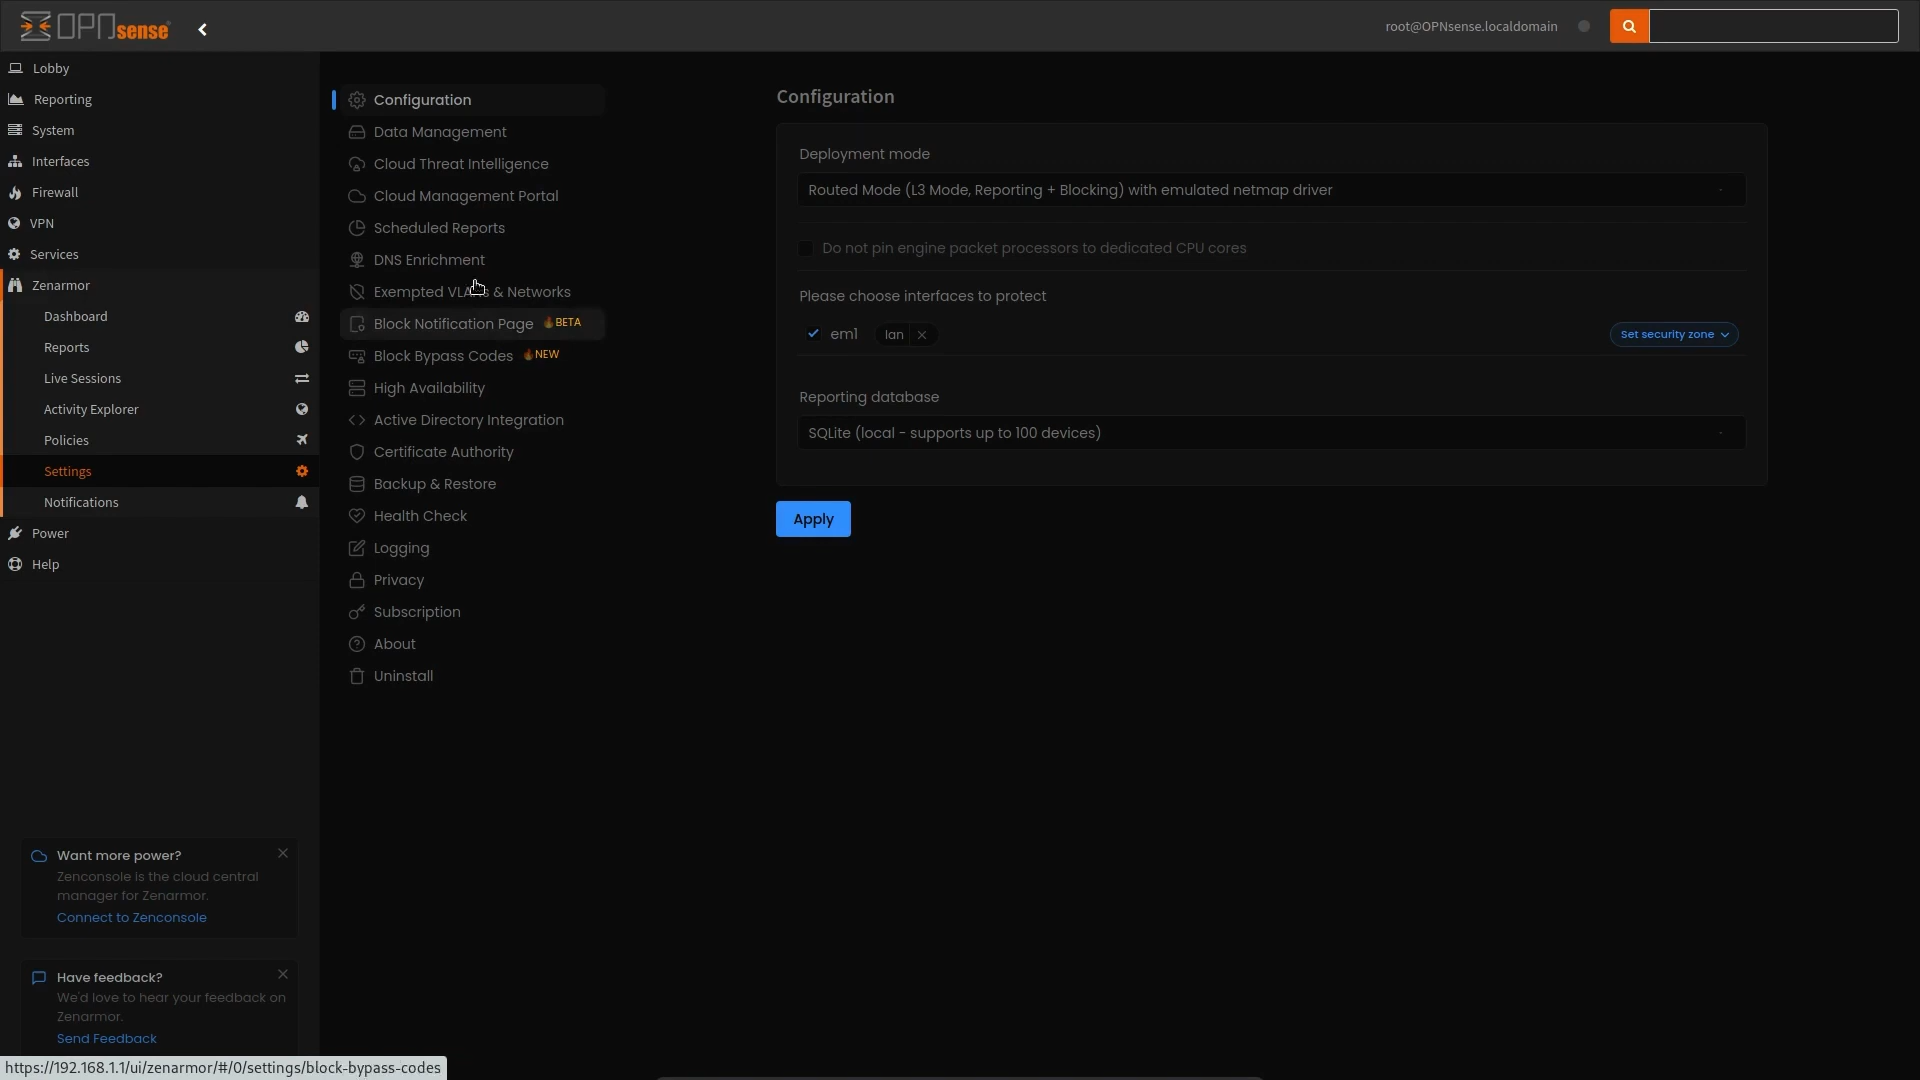 OPNsense
root@OPNsense.localdomain
Lobby
Reporting
System
Interfaces
Firewall
VPN
Services
Zenarmor
Dashboard
Reports
Live Sessions
Activity Explorer
Policies
Settings
Notifications
Power
Help
Want more power?
Zenconsole is the cloud central
manager for Zenarmor.
Connect to Zenconsole
Have feedback?
We'd love to hear your feedback on
Zenarmor.
Send Feedback
https://192.168.1.1/ui/zenarmor/#/0/settings/block-bypass-codes
Configuration
Data Management
Cloud Threat Intelligence
Cloud Management Portal
Scheduled Reports
DNS Enrichment
Exempted VLANs & Networks
Block Notification Page BETA
Block Bypass Codes NEW
High Availability
Active Directory Integration
Certificate Authority
Backup & Restore
Health Check
Logging
Privacy
Subscription
About
Uninstall
Configuration
Deployment mode
Routed Mode (L3 Mode, Reporting + Blocking) with emulated netmap driver
Do not pin engine packet processors to dedicated CPU cores
Please choose interfaces to protect
em1 lan Set security zone
Reporting database
SQLite (local - supports up to 100 devices)
Apply